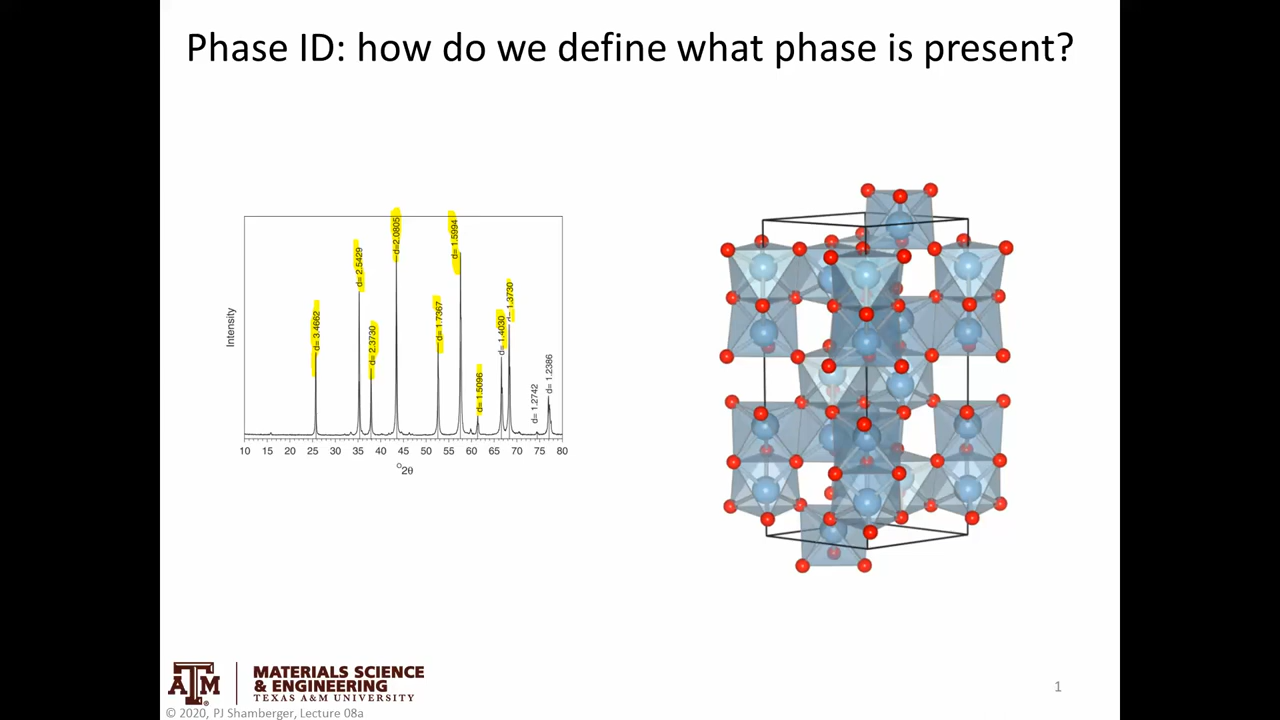 Phase ID: how do we define what phase is present?
d= 3.4662
d= 2.5429
d= 2.3730
d=2.0805
d= 1.7367
d= 1.5994
d= 1.5096
d= 1.4030
d= 1.3730
d= 1.2742
d= 1.2386
Intensity
10 15 20 25 30 35 40 45 50 55 60 65 70 75 80
°2θ
ATM
MATERIALS SCIENCE
& ENGINEERING
TEXAS A&M UNIVERSITY
© 2020, PJ Shamberger, Lecture 08a
1